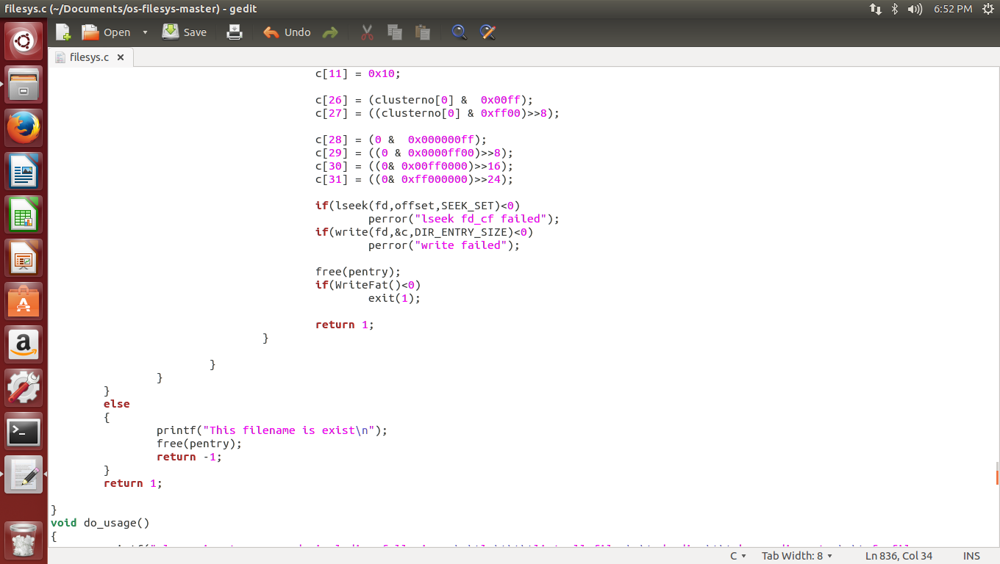 filesys.c (~/Documents/os-filesys-master) - gedit
6:52 PM
Open
Save
Undo
filesys.c ×
c[11] = 0x10;
c[26] = (clusterno[0] &  0x00ff);
c[27] = ((clusterno[0] & 0xff00)>>8);
c[28] = (0 &  0x000000ff);
c[29] = ((0 & 0x0000ff00)>>8);
c[30] = ((0& 0x00ff0000)>>16);
c[31] = ((0& 0xff000000)>>24);
if(lseek(fd,offset,SEEK_SET)<0)
perror("lseek fd_cf failed");
if(write(fd,&c,DIR_ENTRY_SIZE)<0)
perror("write failed");
free(pentry);
if(WriteFat()<0)
exit(1);
return 1;
}
}
}
}
else
{
printf("This filename is exist\n");
free(pentry);
return -1;
}
return 1;
}
void do_usage()
{
C
Tab Width: 8
Ln 836, Col 34
INS